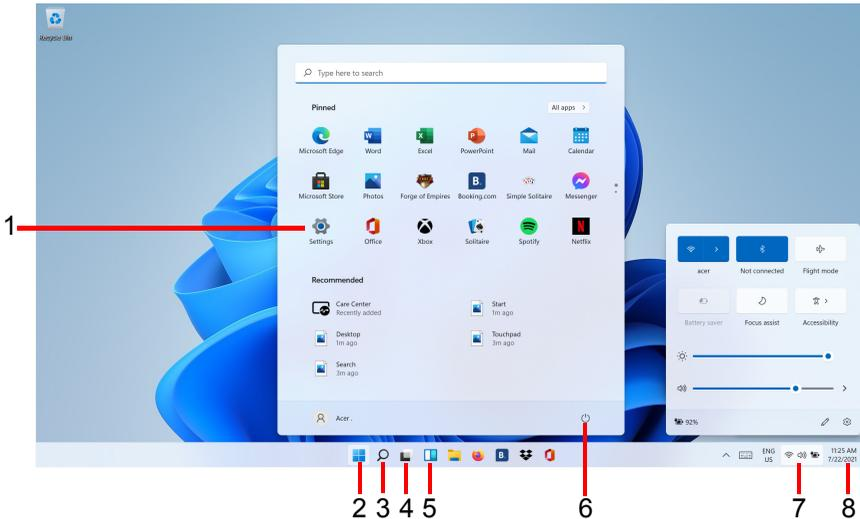 Recycle Bin
Type here to search
Pinned
All apps >
Microsoft Edge
Word
Excel
PowerPoint
Mail
Calendar
Microsoft Store
Photos
Forge of Empires
Booking.com
Simple Solitaire
Messenger
1
Settings
Office
Xbox
Solitaire
Spotify
Netflix
Recommended
Care Center
Recently added
Start
1m ago
Desktop
1m ago
Touchpad
3m ago
Search
3m ago
Acer .
acer
Not connected
Flight mode
Battery saver
Focus assist
Accessibility
92%
ENG
US
11:25 AM
7/22/2021
2 3 4 5 6 7 8